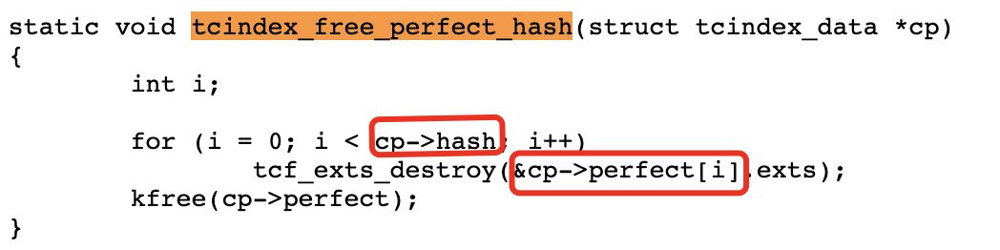 static void tcindex_free_perfect_hash(struct tcindex_data *cp)
{
        int i;
        for (i = 0; i < cp->hash; i++)
                tcf_exts_destroy(&cp->perfect[i].exts);
        kfree(cp->perfect);
}